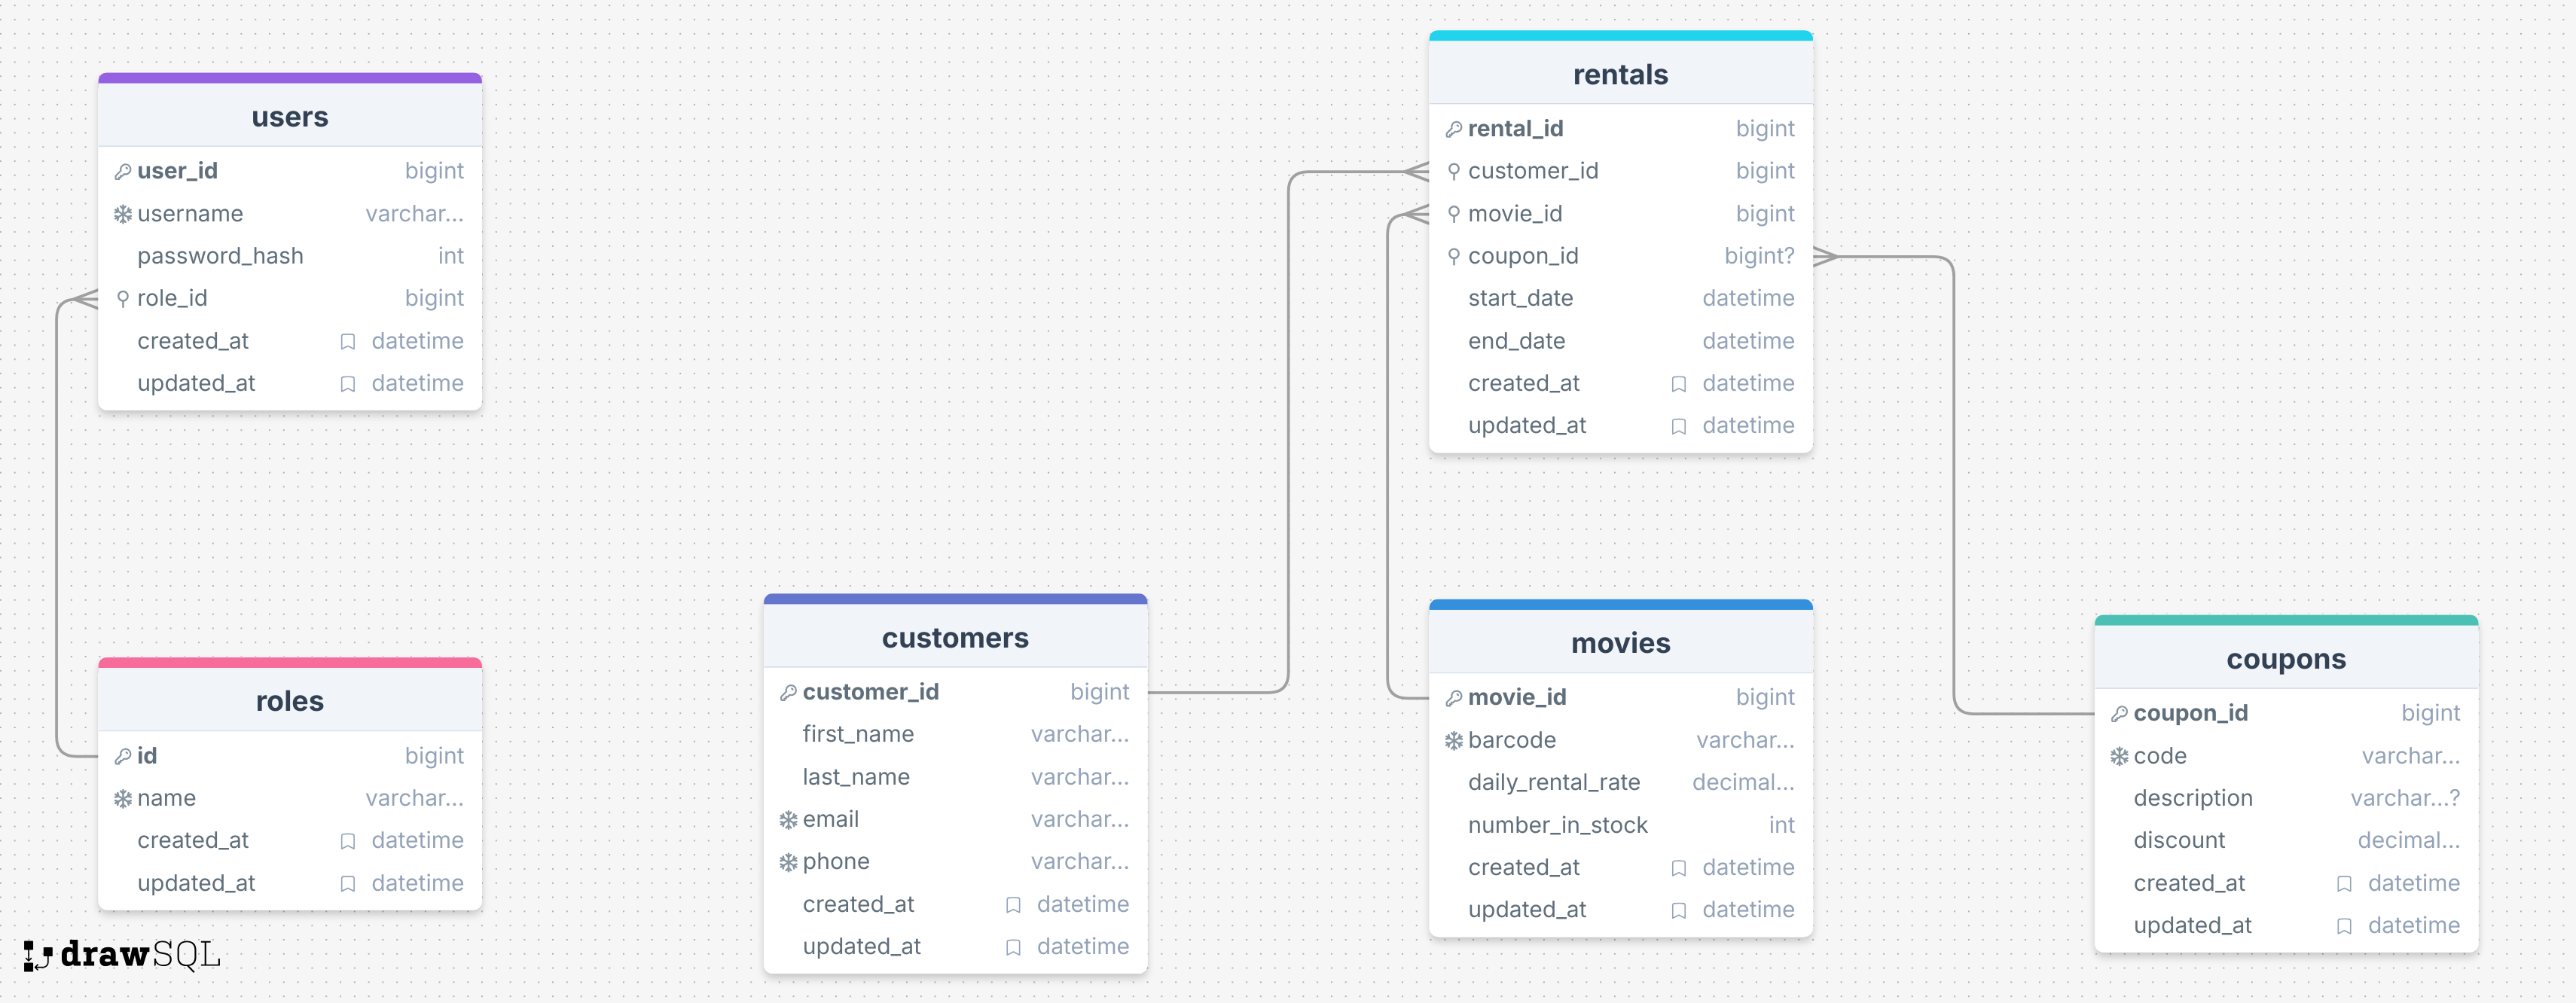 users
user_id bigint
username varchar...
password_hash int
role_id bigint
created_at datetime
updated_at datetime
roles
id bigint
name varchar...
created_at datetime
updated_at datetime
customers
customer_id bigint
first_name varchar...
last_name varchar...
email varchar...
phone varchar...
created_at datetime
updated_at datetime
rentals
rental_id bigint
customer_id bigint
movie_id bigint
coupon_id bigint?
start_date datetime
end_date datetime
created_at datetime
updated_at datetime
movies
movie_id bigint
barcode varchar...
daily_rental_rate decimal...
number_in_stock int
created_at datetime
updated_at datetime
coupons
coupon_id bigint
code varchar...
description varchar...?
discount decimal...
created_at datetime
updated_at datetime
drawSQL